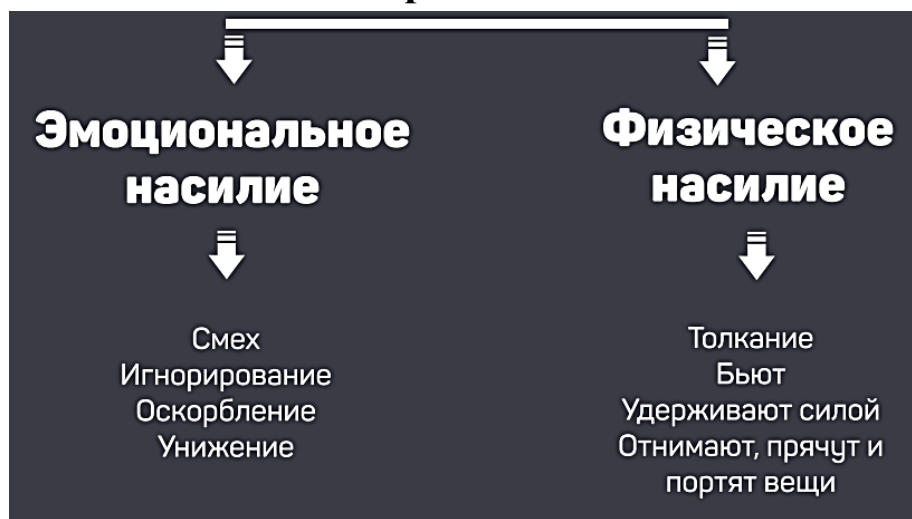 Эмоциональное
насилие
Смех
Игнорирование
Оскорбление
Унижение
Физическое
насилие
Толкание
Бьют
Удерживают силой
Отнимают, прячут и
портят вещи